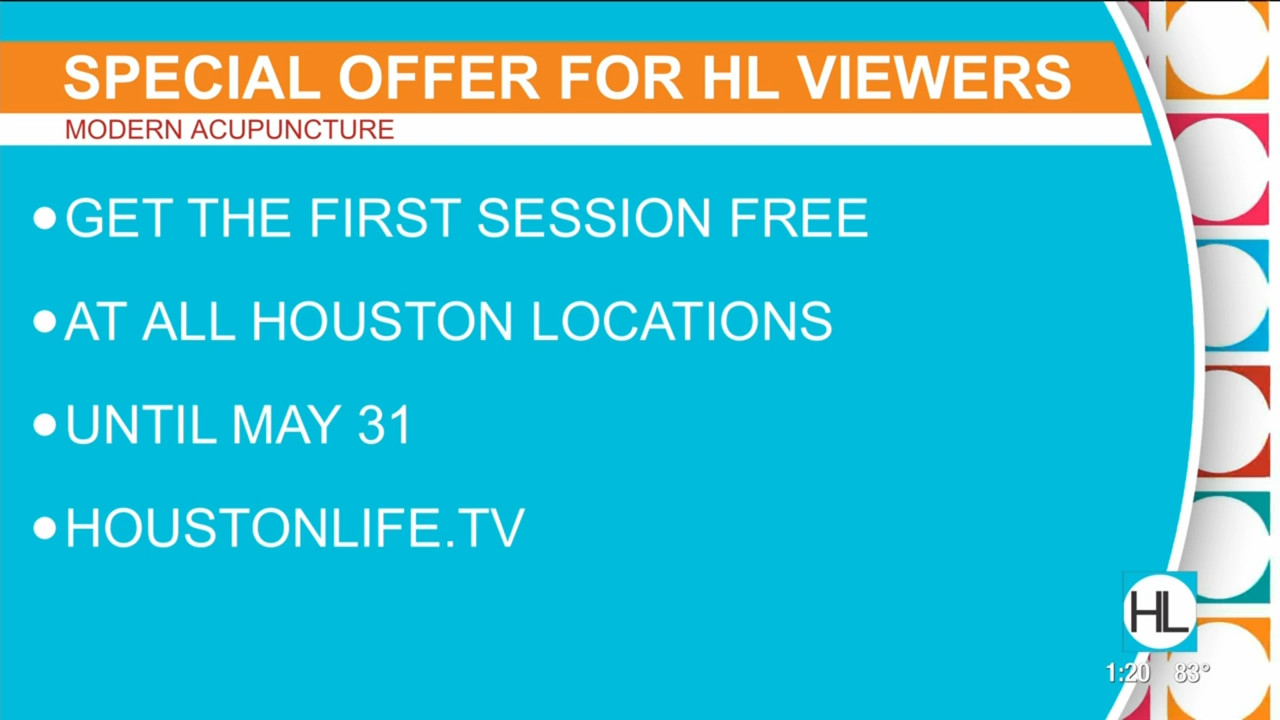 SPECIAL OFFER FOR HL VIEWERS
MODERN ACUPUNCTURE
●GET THE FIRST SESSION FREE
●AT ALL HOUSTON LOCATIONS
●UNTIL MAY 31
●HOUSTONLIFE.TV
HL
1:20 83°